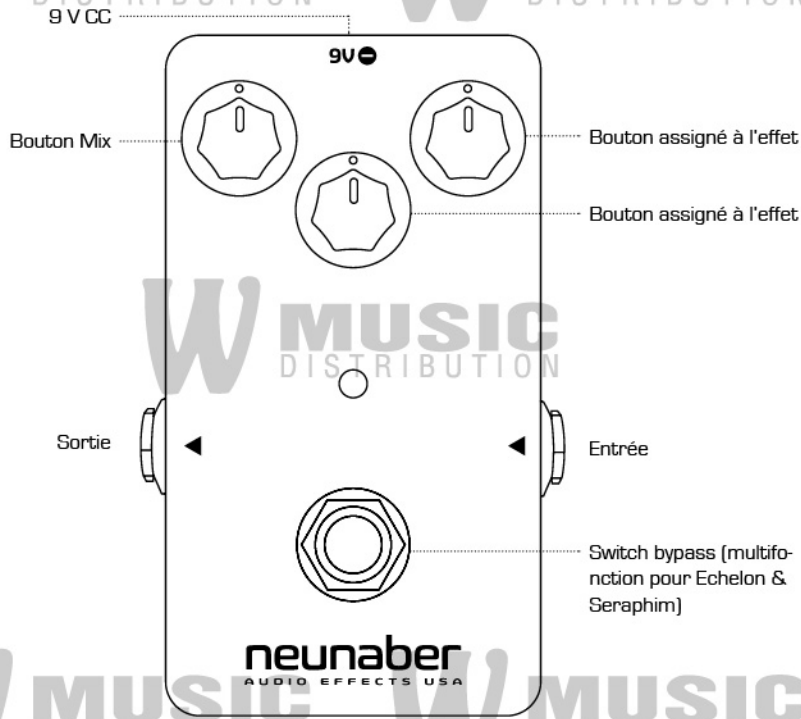 DISTRIBUTION DISTRIBUTION
9 V CC
9V
Bouton Mix
Bouton assigné à l'effet
Bouton assigné à l'effet
W MUSIC
DISTRIBUTION
Sortie
Entrée
Switch bypass (multifo-
nction pour Echelon &
Seraphim)
neunaber
AUDIO EFFECTS USA
MUSIC W MUSIC